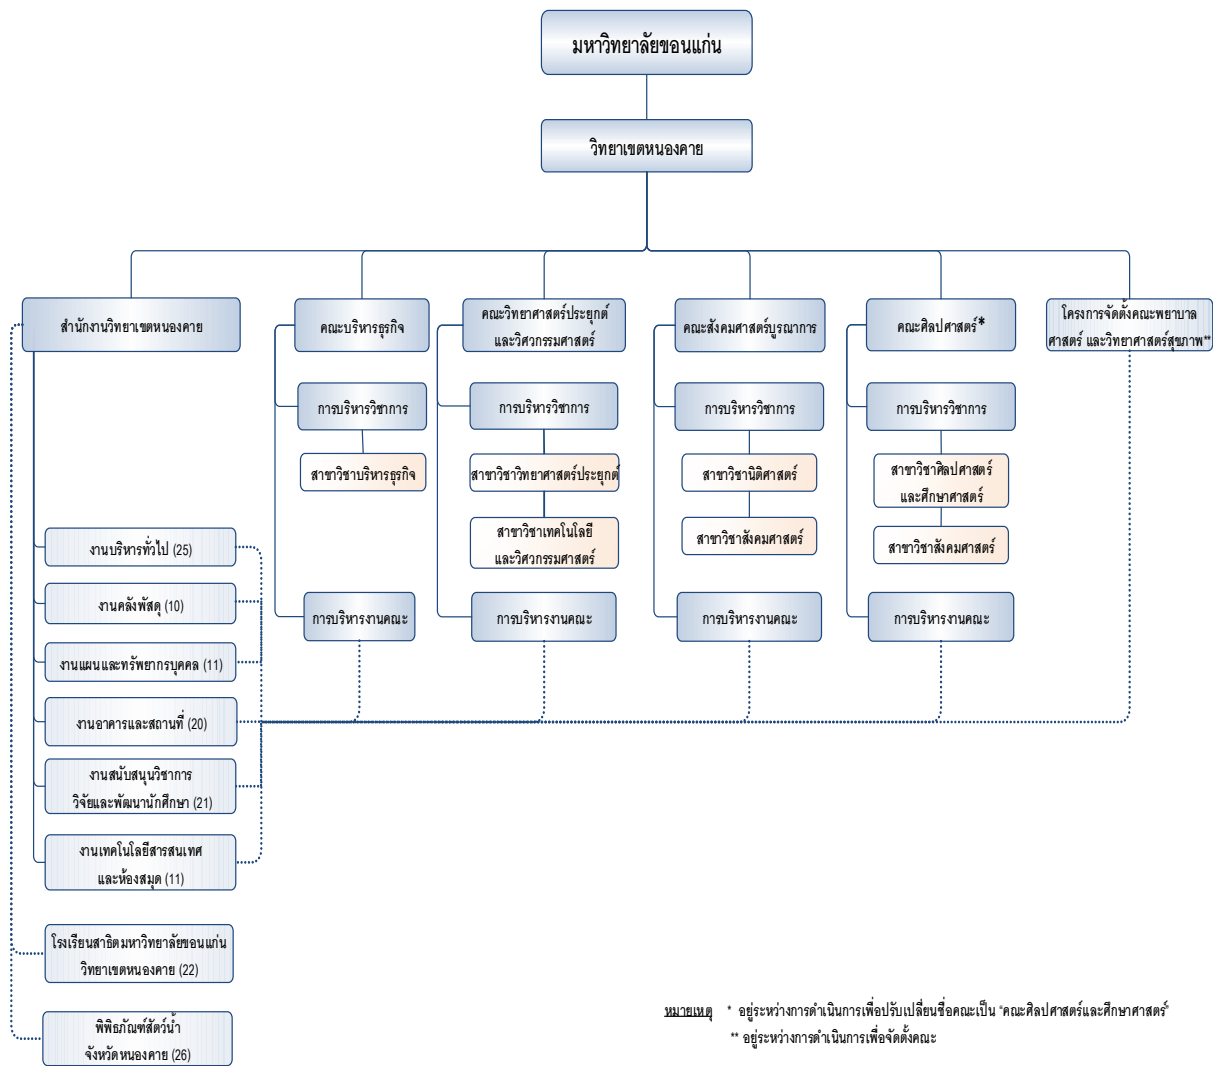 มหาวิทยาลัยขอนแก่น
วิทยาเขตหนองคาย
สำนักงานวิทยาเขตหนองคาย
คณะบริหารธุรกิจ
คณะวิทยาศาสตร์ประยุกต์
และวิศวกรรมศาสตร์
คณะสังคมศาสตร์บูรณาการ
คณะศิลปศาสตร์*
โครงการจัดตั้งคณะพยาบาล
ศาสตร์ และวิทยาศาสตร์สุขภาพ**
การบริหารวิชาการ
การบริหารวิชาการ
การบริหารวิชาการ
การบริหารวิชาการ
สาขาวิชาบริหารธุรกิจ
สาขาวิชาวิทยาศาสตร์ประยุกต์
สาขาวิชานิติศาสตร์
สาขาวิชาศิลปศาสตร์
และศึกษาศาสตร์
สาขาวิชาเทคโนโลยี
และวิศวกรรมศาสตร์
สาขาวิชาสังคมศาสตร์
สาขาวิชาสังคมศาสตร์
งานบริหารทั่วไป (25)
งานคลังพัสดุ (10)
การบริหารงานคณะ
การบริหารงานคณะ
การบริหารงานคณะ
การบริหารงานคณะ
งานแผนและทรัพยากรบุคคล (11)
งานอาคารและสถานที่ (20)
งานสนับสนุนวิชาการ
วิจัยและพัฒนานักศึกษา (21)
งานเทคโนโลยีสารสนเทศ
และห้องสมุด (11)
โรงเรียนสาธิตมหาวิทยาลัยขอนแก่น
วิทยาเขตหนองคาย (22)
พิพิธภัณฑ์สัตว์น้ำ
จังหวัดหนองคาย (26)
หมายเหตุ * อยู่ระหว่างการดำเนินการเพื่อปรับเปลี่ยนชื่อคณะเป็น "คณะศิลปศาสตร์และศึกษาศาสตร์"
** อยู่ระหว่างการดำเนินการเพื่อจัดตั้งคณะ